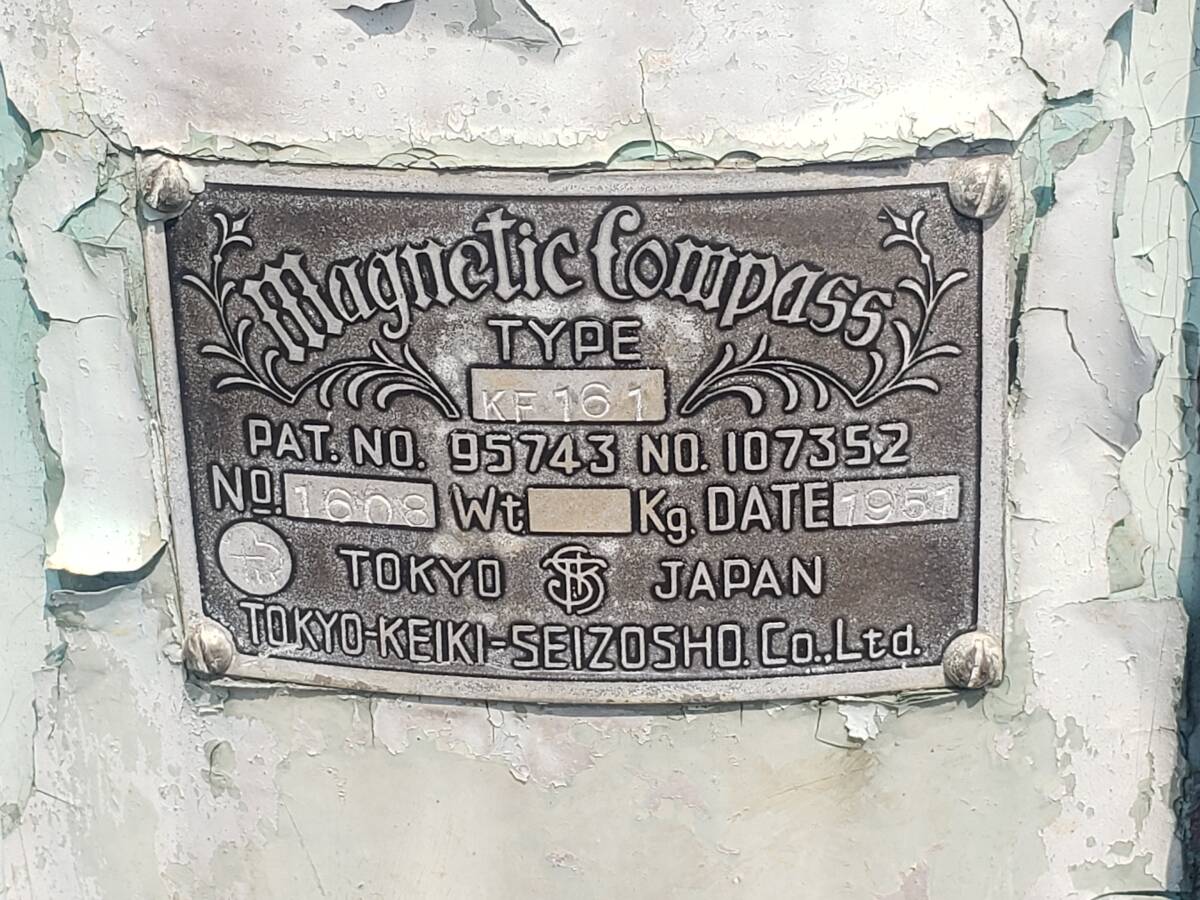 Magnetic Compass
TYPE
KF 161
PAT. NO. 95743 NO. 107352
No. 1608 Wt Kg. DATE 1951
TOKYO JAPAN
TOKYO-KEIKI-SEIZOSHO. Co., Ltd.